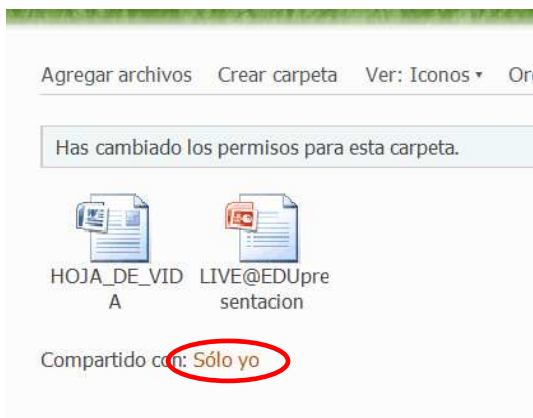 Agregar archivos Crear carpeta Ver: Iconos
Has cambiado los permisos para esta carpeta.
HOJA_DE_VID LIVE@EDUpre
A sentacion
Compartido con: Sólo yo